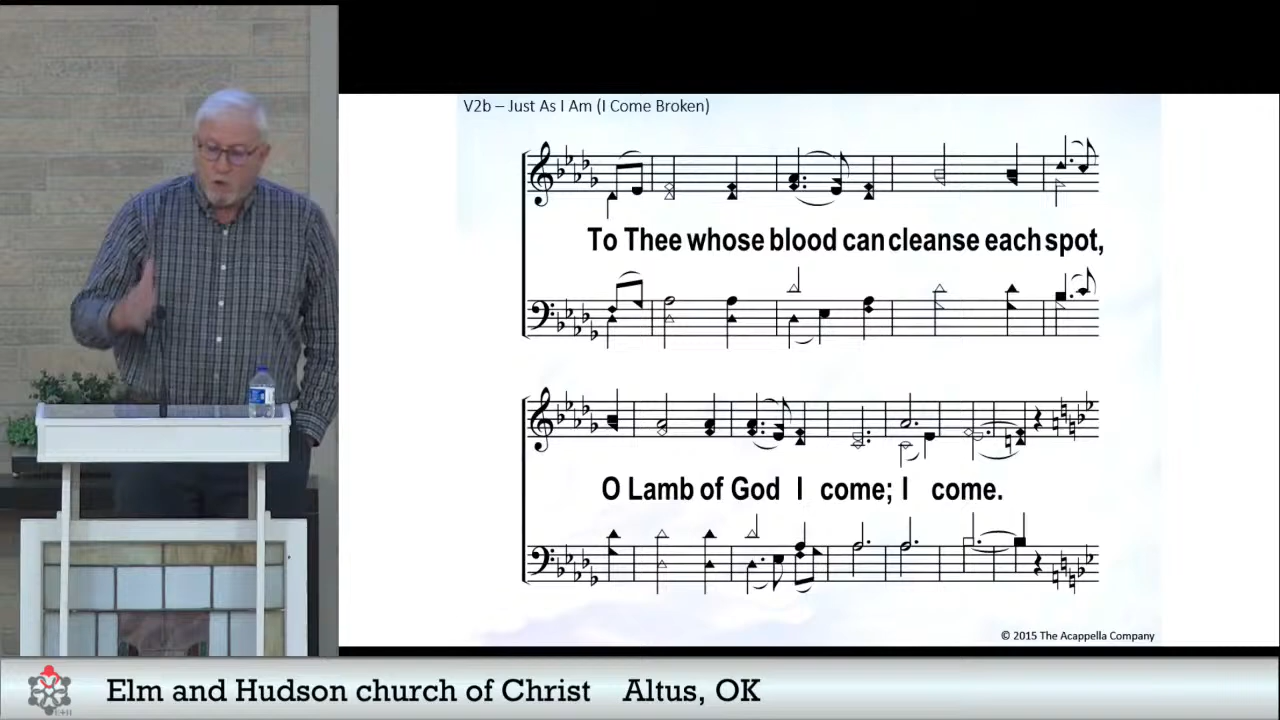 V2b – Just As I Am (I Come Broken)
To Thee whose blood can cleanse each spot,
O Lamb of God I come; I come.
© 2015 The Acappella Company
Elm and Hudson church of Christ Altus, OK
E+H